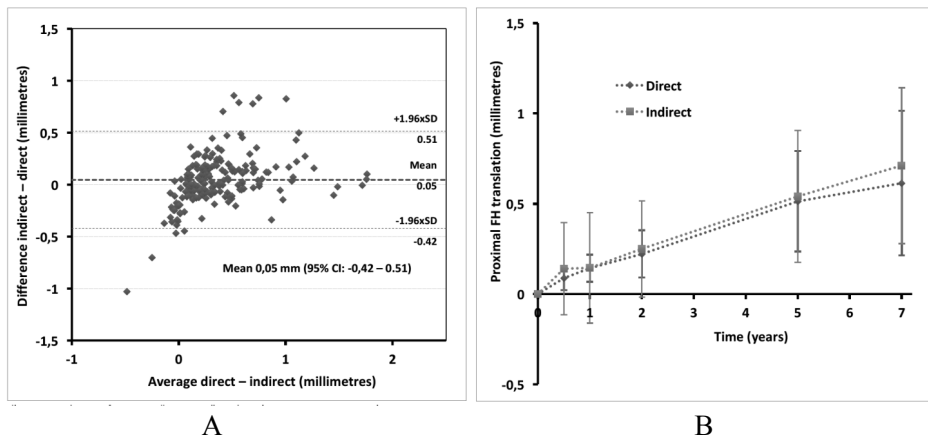 1,5
1
0,5
0
-0,5
-1
-1,5
Difference indirect – direct (millimetres)
+1.96xSD
0.51
Mean
0.05
-1.96xSD
-0.42
Mean 0,05 mm (95% CI: -0,42 – 0.51)
-1 0 1 2
Average direct – indirect (millimetres)
A
1,5
1
0,5
0
-0,5
Proximal FH translation (millimetres)
Direct
Indirect
0 1 2 3 4 5 6 7
Time (years)
B